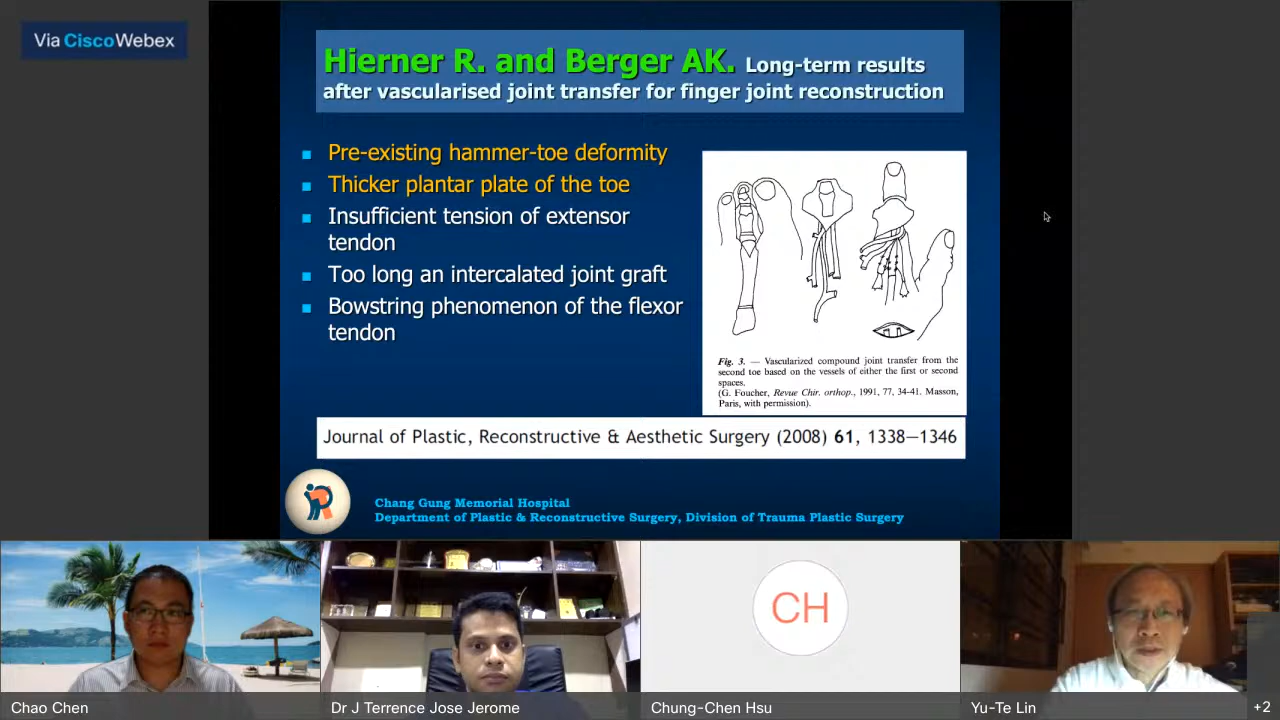 Via CiscoWebex
Hierner R. and Berger AK. Long-term results
after vascularised joint transfer for finger joint reconstruction
Pre-existing hammer-toe deformity
Thicker plantar plate of the toe
Insufficient tension of extensor
tendon
Too long an intercalated joint graft
Bowstring phenomenon of the flexor
tendon
Fig. 3. — Vascularized compound joint transfer from the
second toe based on the vessels of either the first or second
spaces.
(G. Foucher, Revue Chir. orthop., 1991, 77, 34-41. Masson,
Paris, with permission).
Journal of Plastic, Reconstructive & Aesthetic Surgery (2008) 61, 1338–1346
Chang Gung Memorial Hospital
Department of Plastic & Reconstructive Surgery, Division of Trauma Plastic Surgery
CH
Chao Chen
Dr J Terrence Jose Jerome
Chung-Chen Hsu
Yu-Te Lin
+2